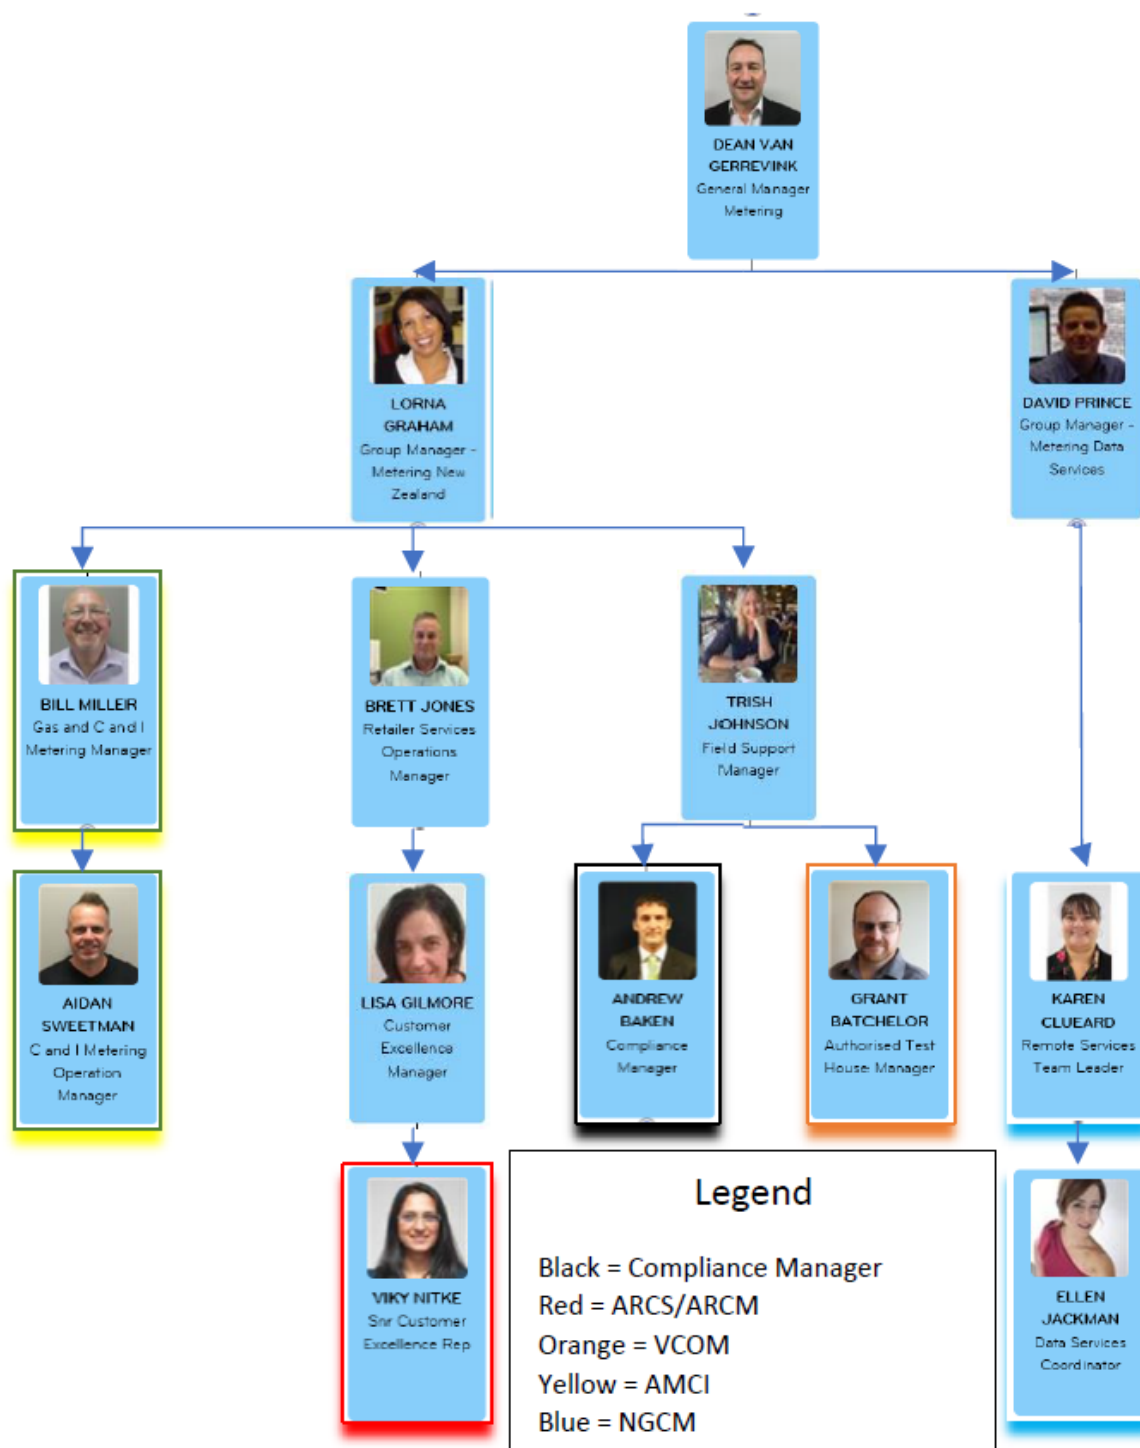 DEAN VAN
GERREVIINK
General Manager
Metering
LORNA
GRAHAM
Group Manager -
Metering New
Zealand
DAVID PRINCE
Group Manager -
Metering Data
Services
BILL MILLEIR
Gas and C and I
Metering Manager
BRETT JONES
Retailer Services
Operations
Manager
TRISH
JOHNSON
Field Support
Manager
AIDAN
SWEETMAN
C and I Metering
Operation
Manager
LISA GILMORE
Customer
Excellence
Manager
ANDREW
BAKEN
Compliance
Manager
GRANT
BATCHELOR
Authorised Test
House Manager
KAREN
CLUEARD
Remote Services
Team Leader
VIKY NITKE
Snr Customer
Excellence Rep
Legend
Black = Compliance Manager
Red = ARCS/ARCM
Orange = VCOM
Yellow = AMCI
Blue = NGCM
ELLEN
JACKMAN
Data Services
Coordinator